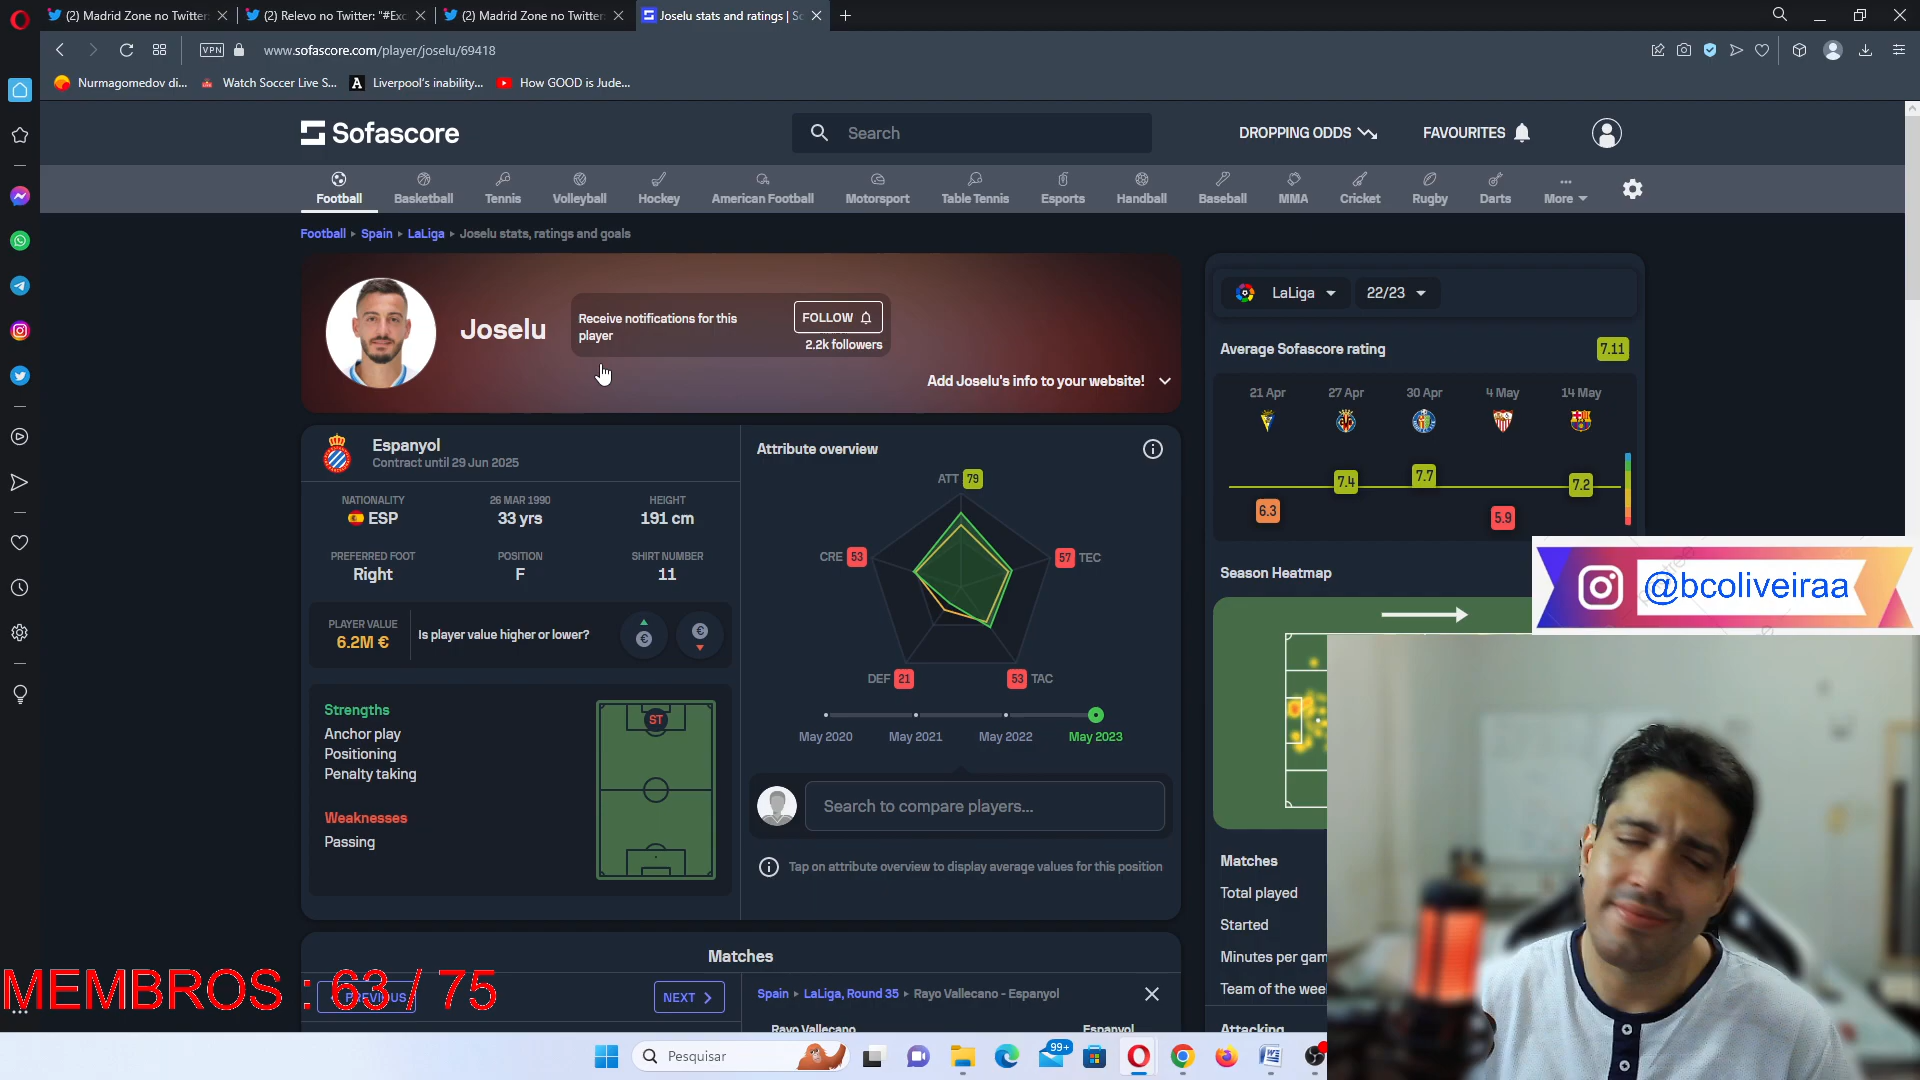 (2) Madrid Zone no Twitter:
(2) Relevo no Twitter: "#Exc
(2) Madrid Zone no Twitter:
Joselu stats and ratings | So
VPN
www.sofascore.com/player/joselu/69418
Nurmagomedov di...
Watch Soccer Live S...
A
Liverpool's inability...
How GOOD is Jude...
Sofascore
Search
DROPPING ODDS
FAVOURITES
Football
Basketball
Tennis
Volleyball
Hockey
American Football
Motorsport
Table Tennis
Esports
Handball
Baseball
MMA
Cricket
Rugby
Darts
More
Football
Spain
LaLiga
Joselu stats, ratings and goals
Joselu
Receive notifications for this
player
FOLLOW
2.2k followers
Add Joselu's info to your website!
LaLiga
22/23
Average Sofascore rating
7.11
21 Apr
27 Apr
30 Apr
4 May
14 May
6.3
7.4
7.7
5.9
7.2
Season Heatmap
@bcoliveiraa
Espanyol
Contract until 29 Jun 2025
NATIONALITY
ESP
26 MAR 1990
33 yrs
HEIGHT
191 cm
PREFERRED FOOT
Right
POSITION
F
SHIRT NUMBER
11
PLAYER VALUE
6.2M €
Is player value higher or lower?
Strengths
Anchor play
Positioning
Penalty taking
Weaknesses
Passing
ST
Attribute overview
ATT 79
CRE 53
57 TEC
DEF 21
53 TAC
May 2020
May 2021
May 2022
May 2023
Search to compare players...
Tap on attribute overview to display average values for this position
Matches
Total played
Started
Minutes per gam
Team of the wee
Attacking
Matches
PREVIOUS
NEXT
Spain
LaLiga, Round 35
Rayo Vallecano - Espanyol
Rayo Vallecano
Espanyol
MEMBROS : 63 / 75
Pesquisar
99+